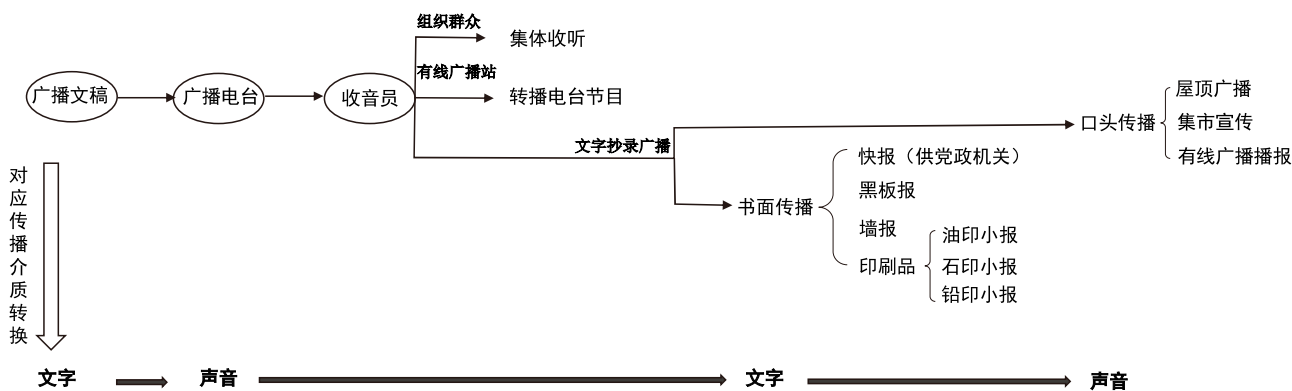 组织群众
集体收听
有线广播站
转播电台节目
广播文稿
广播电台
收音员
文字抄录广播
口头传播
屋顶广播
集市宣传
有线广播播报
书面传播
快报（供党政机关）
黑板报
墙报
印刷品
油印小报
石印小报
铅印小报
对应传播介质转换
文字
声音
文字
声音